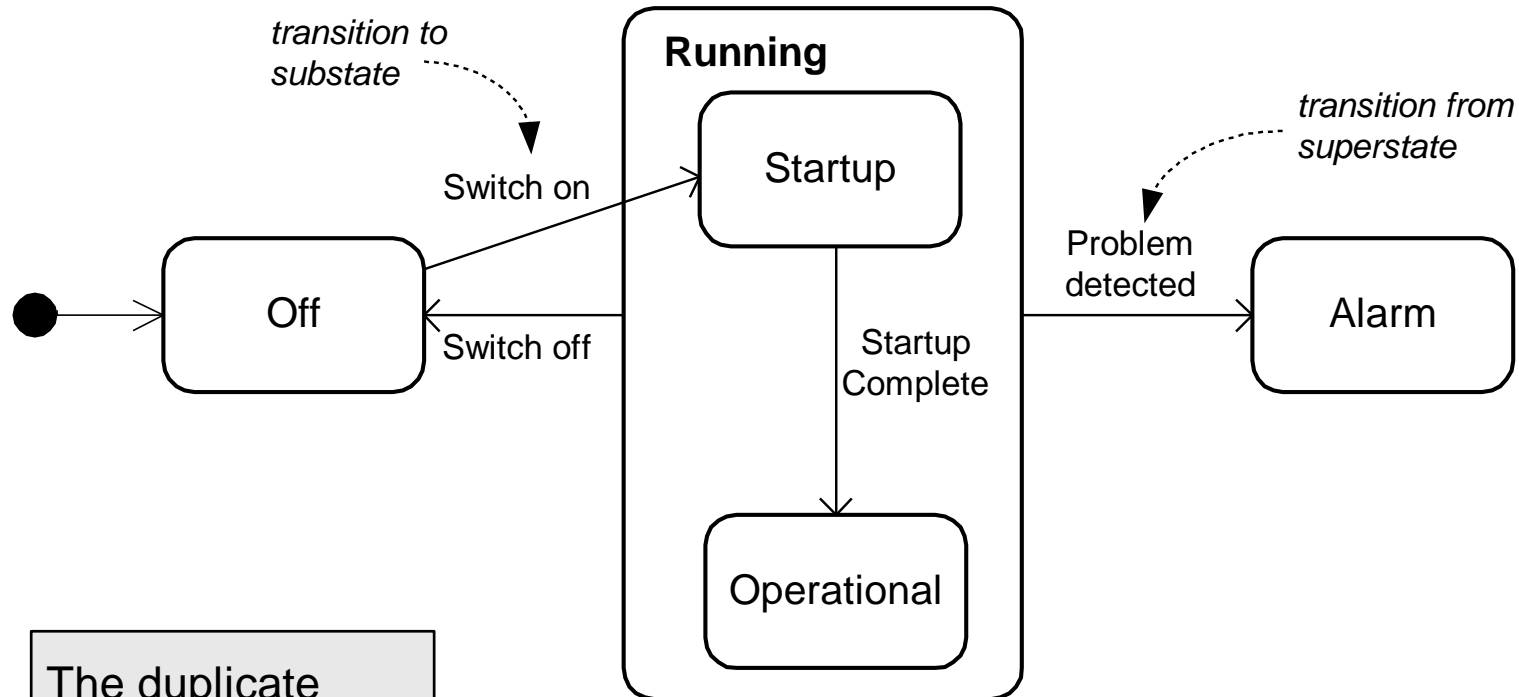 transition to
substate
Running
transition from
superstate
Startup
Switch on
Problem
detected
Off
Alarm
Switch off
Startup
Complete
Operational
The duplicate